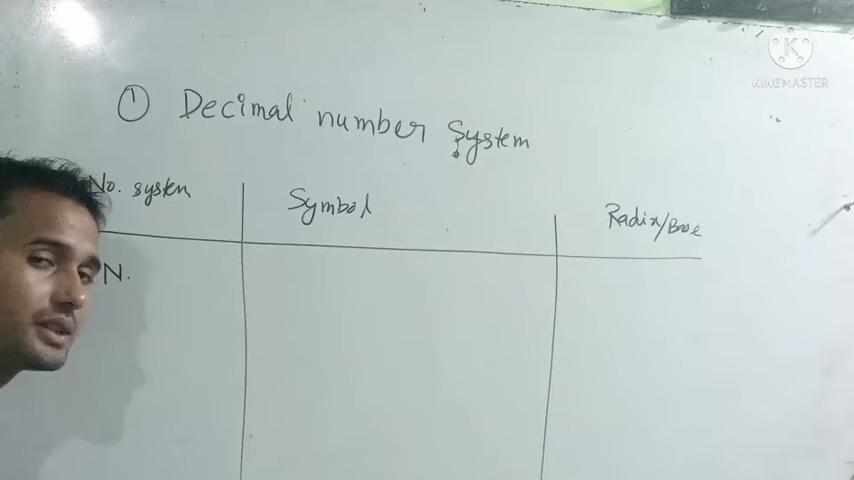 ① Decimal number System
No. system Symbol Radix/Base
N.
KINEMASTER